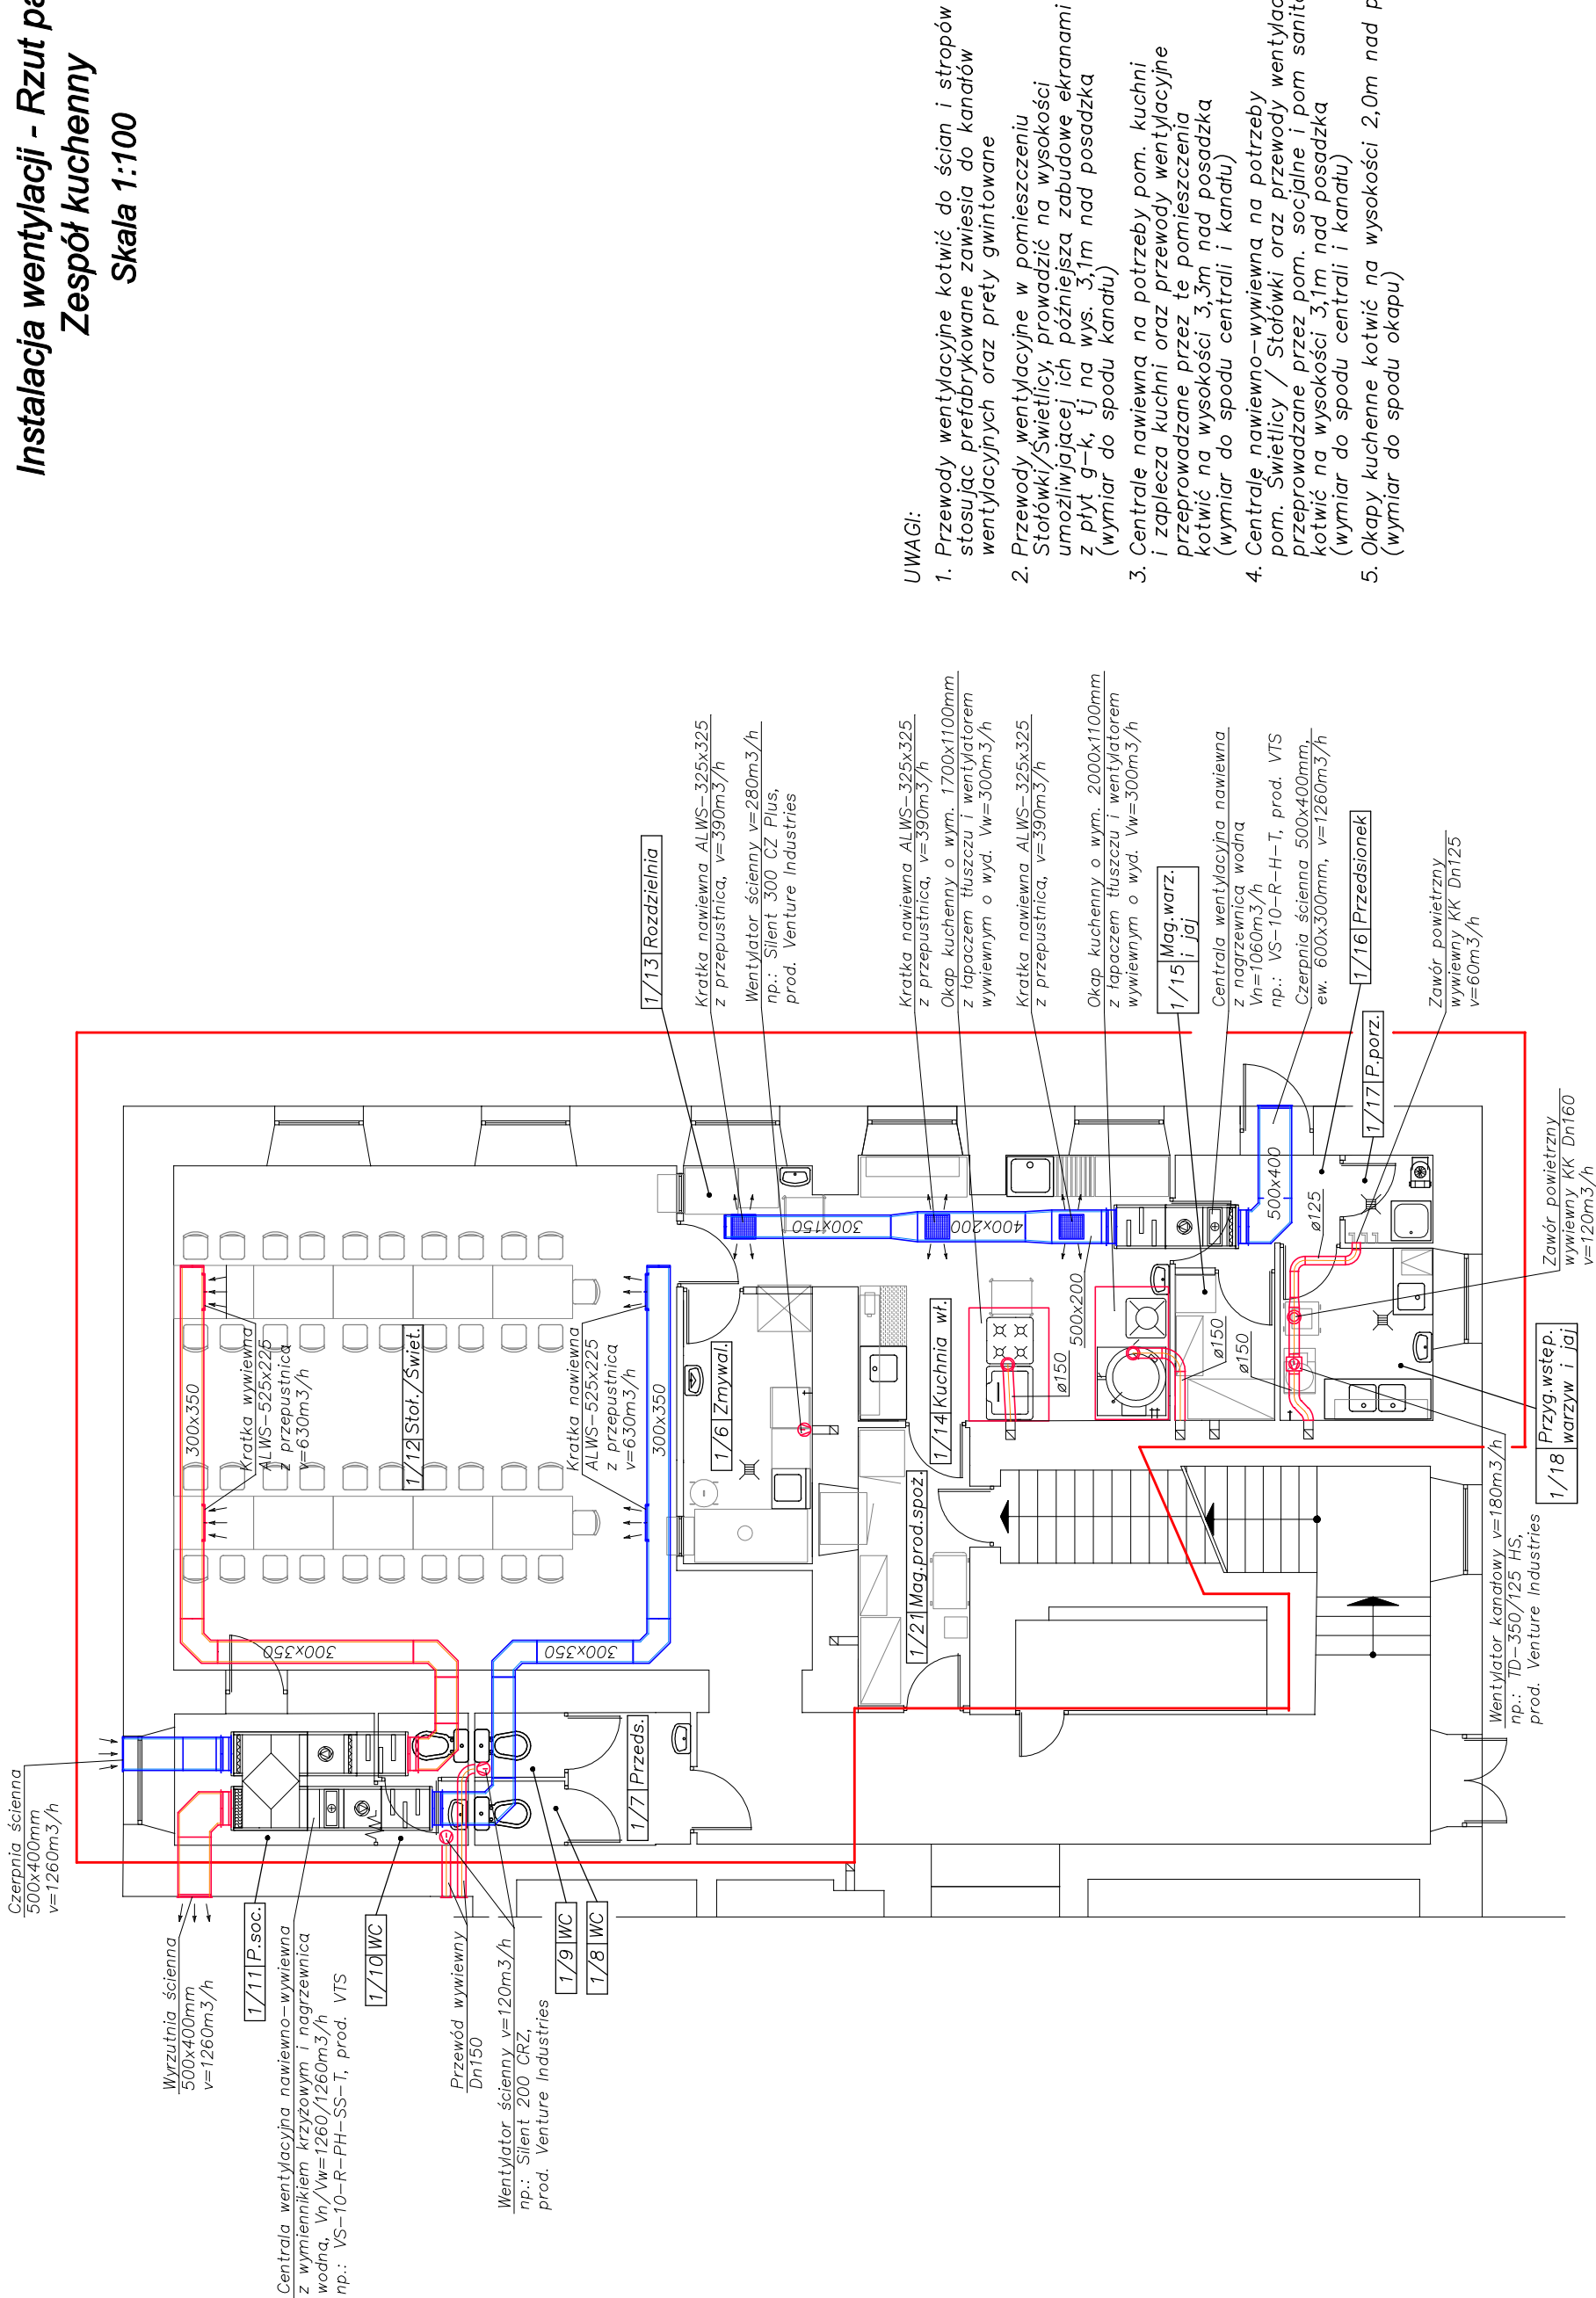 Instalacja wentylacji - Rzut
Zespół kuchenny
Skala 1:100
UWAGI:
1. Przewody wentylacyjne kotwić do ścian i stropów
stosując prefabrykowane zawiesia do kanałów
wentylacyjnych oraz pręty gwintowane
2. Przewody wentylacyjne w pomieszczeniu
Stołówki/Świetlicy, prowadzić na wysokości
umożliwjającej ich późniejszą zabudowę ekranami
z płyt g-k, tj na wys. 3,1m nad posadzką
(wymiar do spodu kanału)
3. Centralę nawiewną na potrzeby pom. kuchni
i zaplecza kuchni oraz przewody wentylacyjne
przeprowadzane przez te pomieszczenia
kotwić na wysokości 3,3m nad posadzką
(wymiar do spodu centrali i kanału)
4. Centralę nawiewno-wywiewną na potrzeby
pom. Świetlicy / Stołówki oraz przewody
przeprowadzane przez pom. socjalne i pom
kotwić na wysokości 3,1m nad posadzką
(wymiar do spodu centrali i kanału)
5. Okapy kuchenne kotwić na wysokości 2,0m nad
(wymiar do spodu okapu)
1/13 Rozdzielnia
Kratka nawiewna ALWS-325x325
z przepustnicą, v=390m3/h
Wentylator ścienny v=280m3/h
np.: Silent 300 CZ Plus,
prod. Venture Industries
Kratka nawiewna ALWS-325x325
z przepustnicą, v=390m3/h
Okap kuchenny o wym. 1700x1100mm
z łapaczem tłuszczu i wentylatorem
wywiewnym o wyd. Vw=300m3/h
Kratka nawiewna ALWS-325x325
z przepustnicą, v=390m3/h
Okap kuchenny o wym. 2000x1100mm
z łapaczem tłuszczu i wentylatorem
wywiewnym o wyd. Vw=300m3/h
1/15 Mag.warz.
i jaj
Centrala wentylacyjna nawiewna
z nagrzewnicą wodną
Vn=1060m3/h
np.: VS-10-R-H-T, prod. VTS
Czerpnia ścienna 500x400mm,
ew. 600x300mm, v=1260m3/h
1/16 Przedsionek
1/17 P.porz.
Zawór powietrzny
wywiewny KK Dn125
v=60m3/h
Zawór powietrzny
wywiewny KK Dn160
v=120m3/h
300x350
Kratka wywiewna
ALWS-525x225
z przepustnicą
v=630m3/h
1/12 Stoł./Świet.
Kratka nawiewna
ALWS-525x225
z przepustnicą
v=630m3/h
300x350
300x350
300x350
1/6 Zmywal.
300x150
400x200
500x200
500x400
ø125
ø150
ø150
ø150
1/14 Kuchnia wł.
1/21 Mag.prod.spoż.
1/18 Przyg.wstęp.
warzyw i jaj
Wentylator kanałowy v=180m3/h
np.: TD-350/125 HS,
prod. Venture Industries
1/7 Przeds.
Czerpnia ścienna
500x400mm
v=1260m3/h
Wyrzutnia ścienna
500x400mm
v=1260m3/h
1/11 P.soc.
Centrala wentylacyjna nawiewno-wywiewna
z wymiennikiem krzyżowym i nagrzewnicą
wodną, Vn/Vw=1260/1260m3/h
np.: VS-10-R-PH-SS-T, prod. VTS
1/10 WC
Przewód wywiewny
Dn150
Wentylator ścienny v=120m3/h
np.: Silent 200 CRZ,
prod. Venture Industries
1/9 WC
1/8 WC